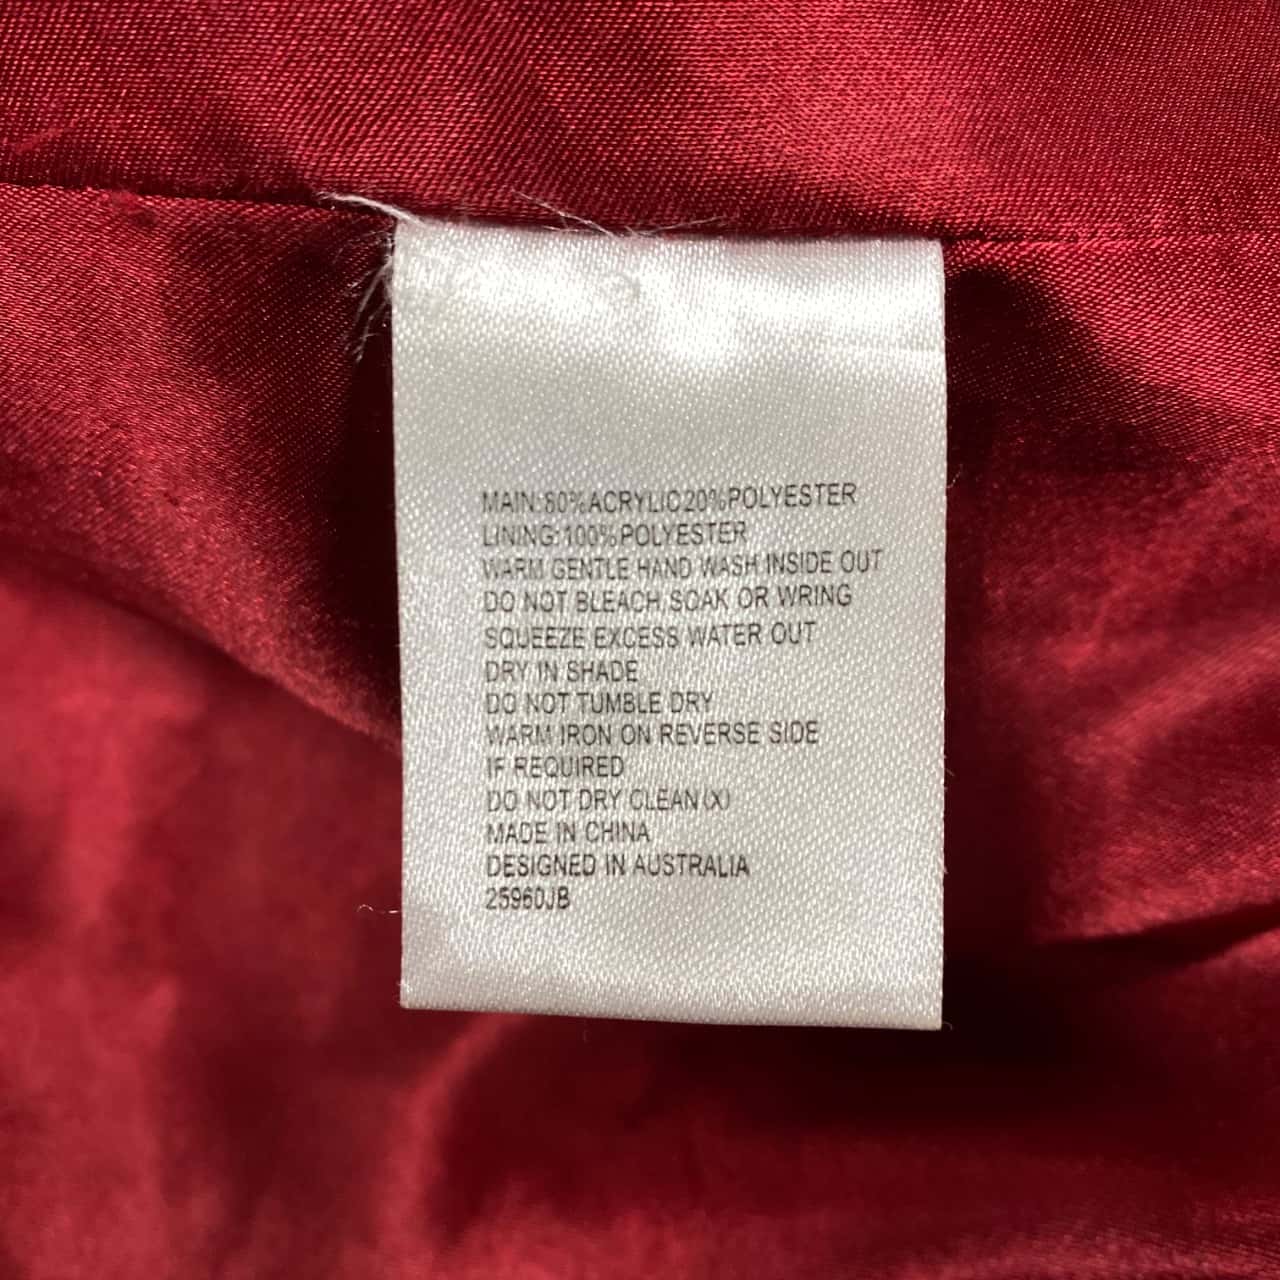 MAIN:80%ACRYLIC20%POLYESTER
LINING:100%POLYESTER
WARM GENTLE HAND WASH INSIDE OUT
DO NOT BLEACH SOAK OR WRING
SQUEEZE EXCESS WATER OUT
DRY IN SHADE
DO NOT TUMBLE DRY
WARM IRON ON REVERSE SIDE
IF REQUIRED
DO NOT DRY CLEAN(X)
MADE IN CHINA
DESIGNED IN AUSTRALIA
25960JB